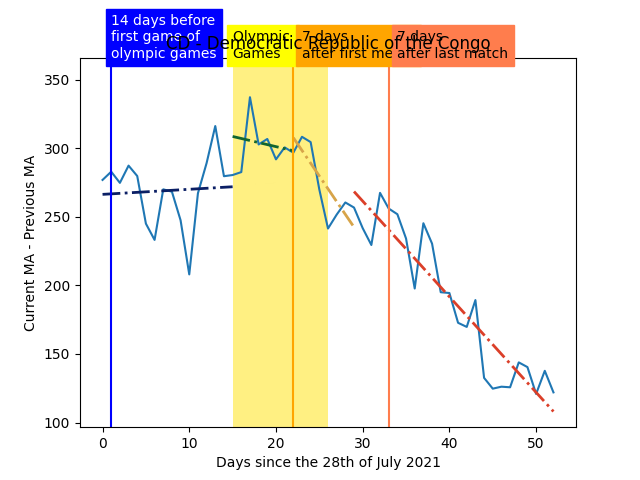 CD - Democratic Republic of the Congo
14 days before
first game
olympic games
Olympic
Games
7 days
after first me
7 days
after last match
350
300
250
200
150
100
Current MA - Previous MA
0 10 20 30 40 50
Days since the 28th of July 2021